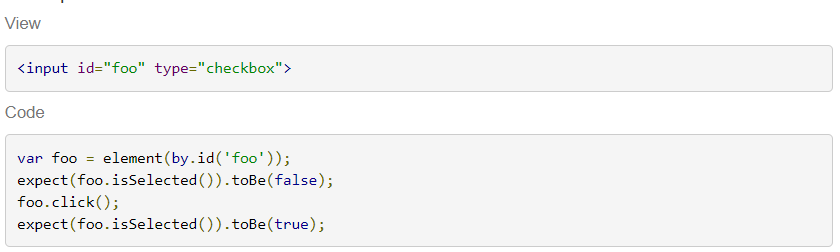 View
<input id="foo" type="checkbox">
Code
var foo = element(by.id('foo'));
expect(foo.isSelected()).toBe(false);
foo.click();
expect(foo.isSelected()).toBe(true);